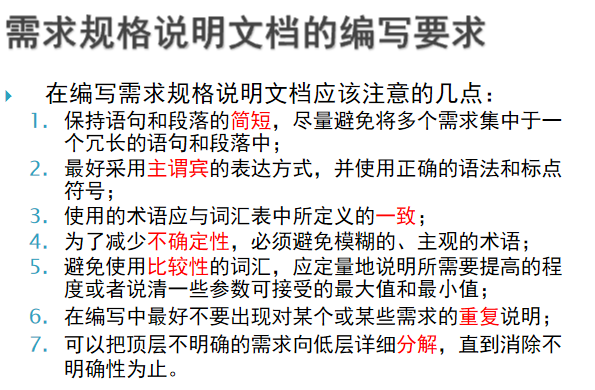 需求规格说明文档的编写要求
在编写需求规格说明文档应该注意的几点：
1. 保持语句和段落的简短，尽量避免将多个需求集中于一
个冗长的语句和段落中；
2. 最好采用主谓宾的表达方式，并使用正确的语法和标点
符号；
3. 使用的术语应与词汇表中所定义的一致；
4. 为了减少不确定性，必须避免模糊的、主观的术语；
5. 避免使用比较性的词汇，应定量地说明所需要提高的程
度或者说清一些参数可接受的最大值和最小值；
6. 在编写中最好不要出现对某个或某些需求的重复说明；
7. 可以把顶层不明确的需求向低层详细分解，直到消除不
明确性为止。